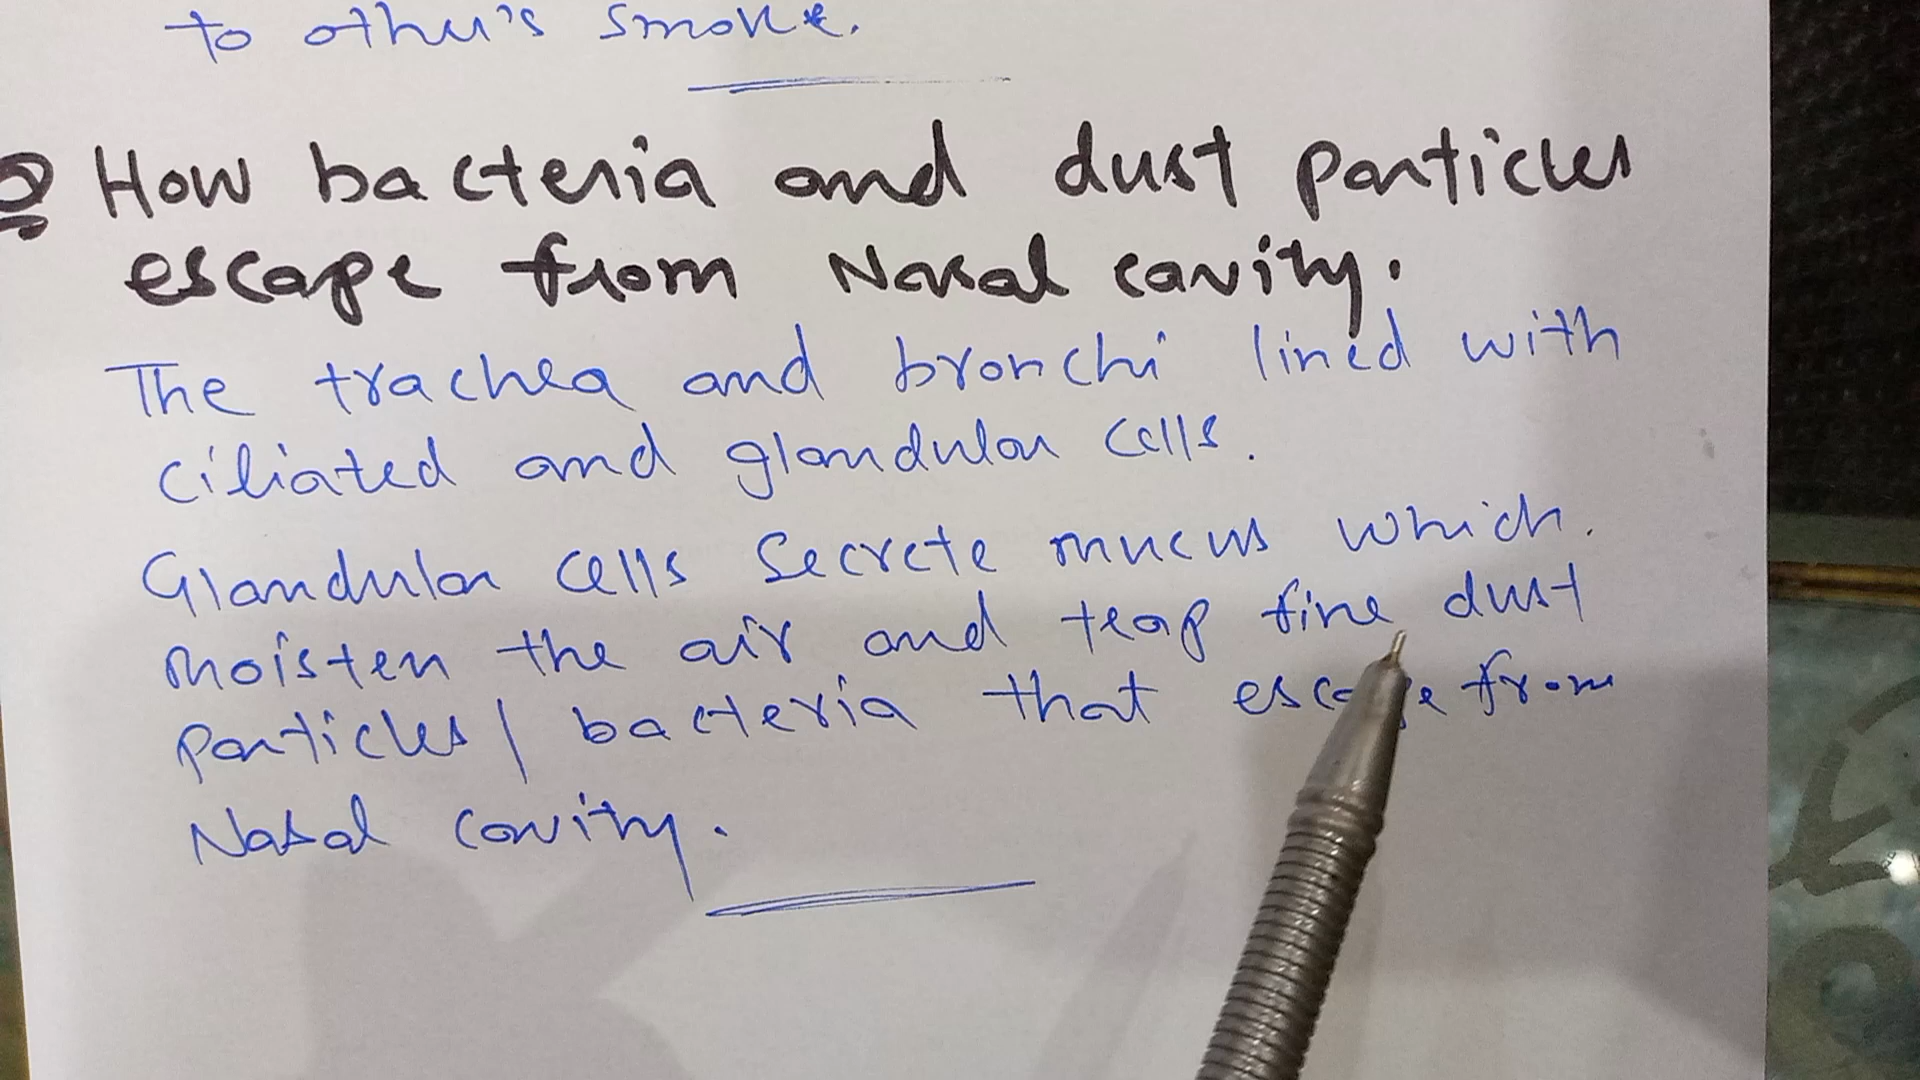 to other's smoke.
Q How bacteria and dust particles
escape from Nasal cavity.
The trachea and bronchi lined with
ciliated and glandular cells.
Glandular cells secrete mucus which.
moisten the air and trap fine dust
particles/bacteria that escape from
Nasal cavity.